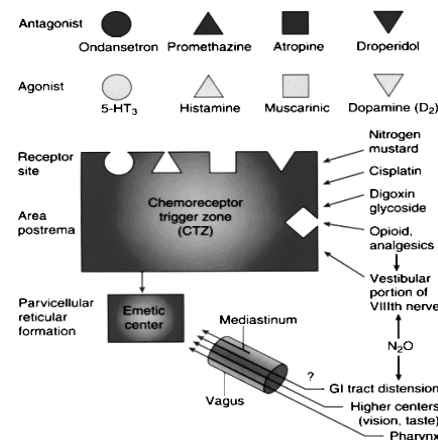 Antagonist
Ondansetron Promethazine Atropine Droperidol
Agonist
5-HT₃ Histamine Muscarinic Dopamine (D₂)
Nitrogen
mustard
Receptor
site
Cisplatin
Chemoreceptor
trigger zone
(CTZ)
Digoxin
glycoside
Area
postrema
Opioid,
analgesics
Vestibular
portion of
VIIIth nerve
Parvicellular
reticular
formation
Emetic
center
Mediastinum
N₂O
?
Vagus
GI tract distension
Higher centers
(vision, taste)
Pharynx